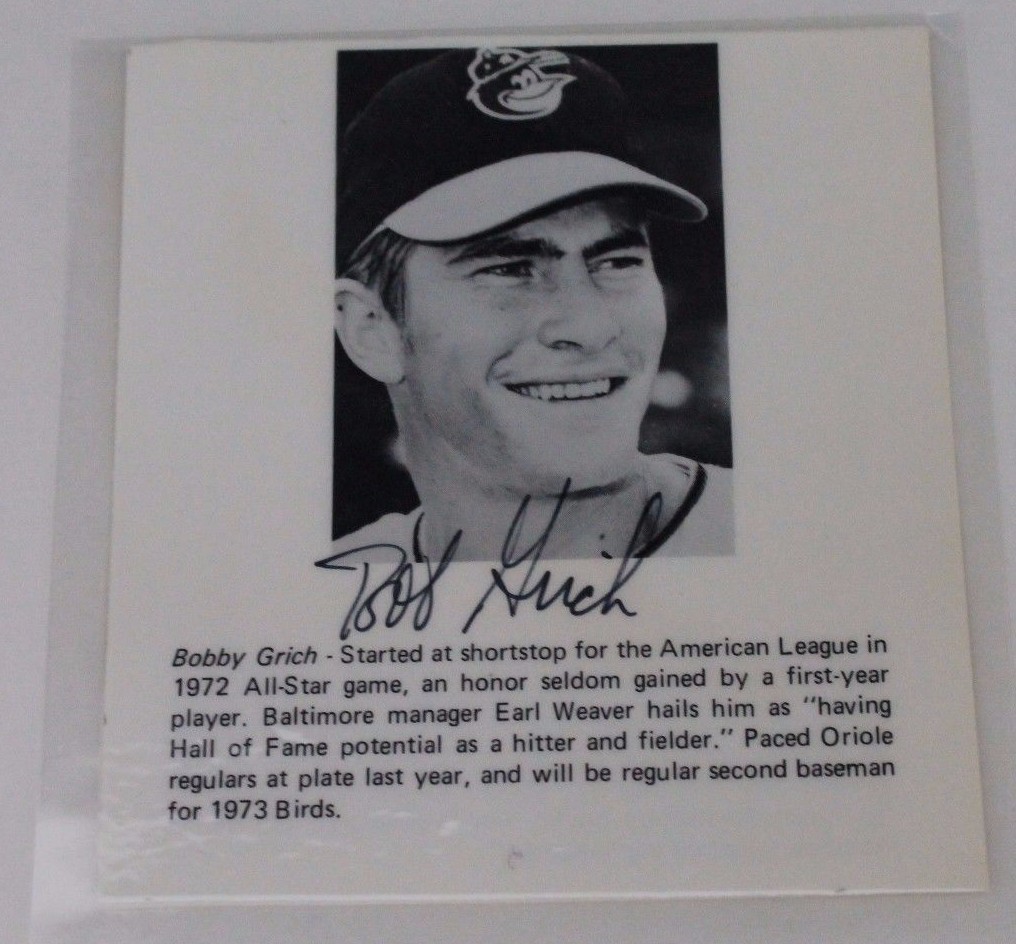 Bob Grich
Bobby Grich - Started at shortstop for the American League in
1972 All-Star game, an honor seldom gained by a first-year
player. Baltimore manager Earl Weaver hails him as "having
Hall of Fame potential as a hitter and fielder." Paced Oriole
regulars at plate last year, and will be regular second baseman
for 1973 Birds.